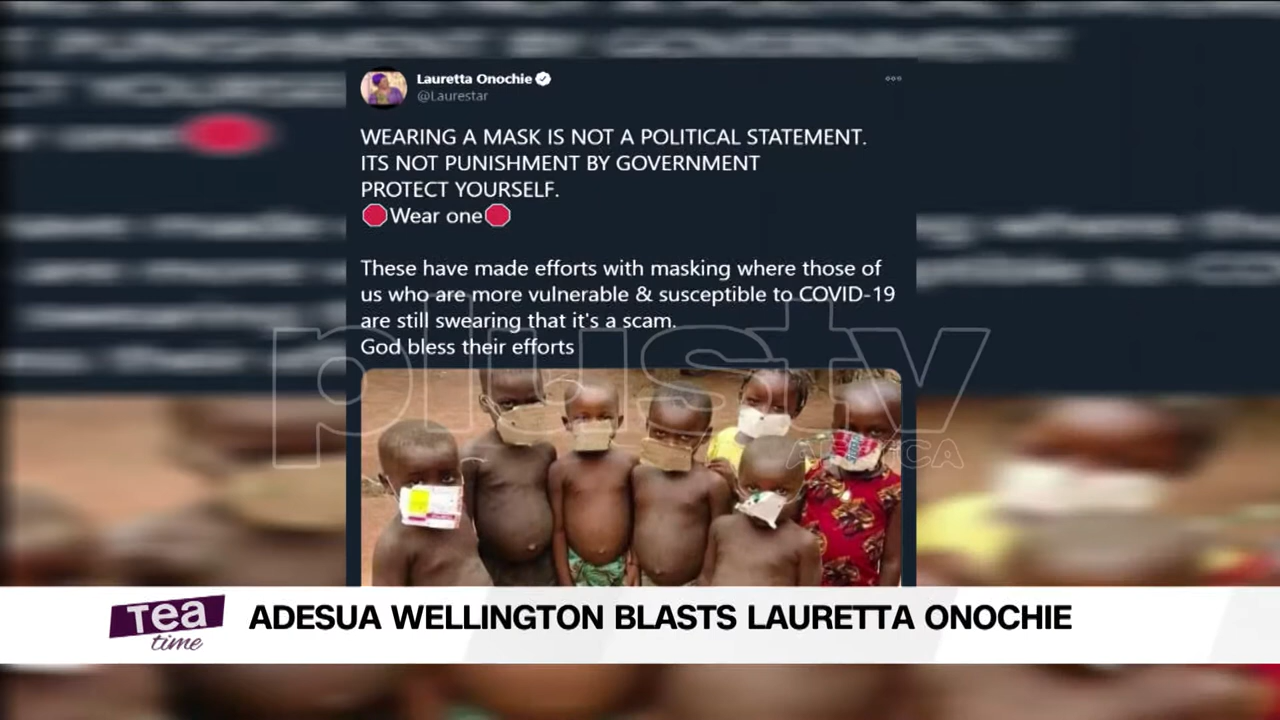 Lauretta Onochie
@Laurestar
WEARING A MASK IS NOT A POLITICAL STATEMENT.
ITS NOT PUNISHMENT BY GOVERNMENT
PROTECT YOURSELF.
🛑Wear one🛑
These have made efforts with masking where those of
us who are more vulnerable & susceptible to COVID-19
are still swearing that it's a scam.
God bless their efforts
plustv
AFRICA
Tea
time
ADESUA WELLINGTON BLASTS LAURETTA ONOCHIE